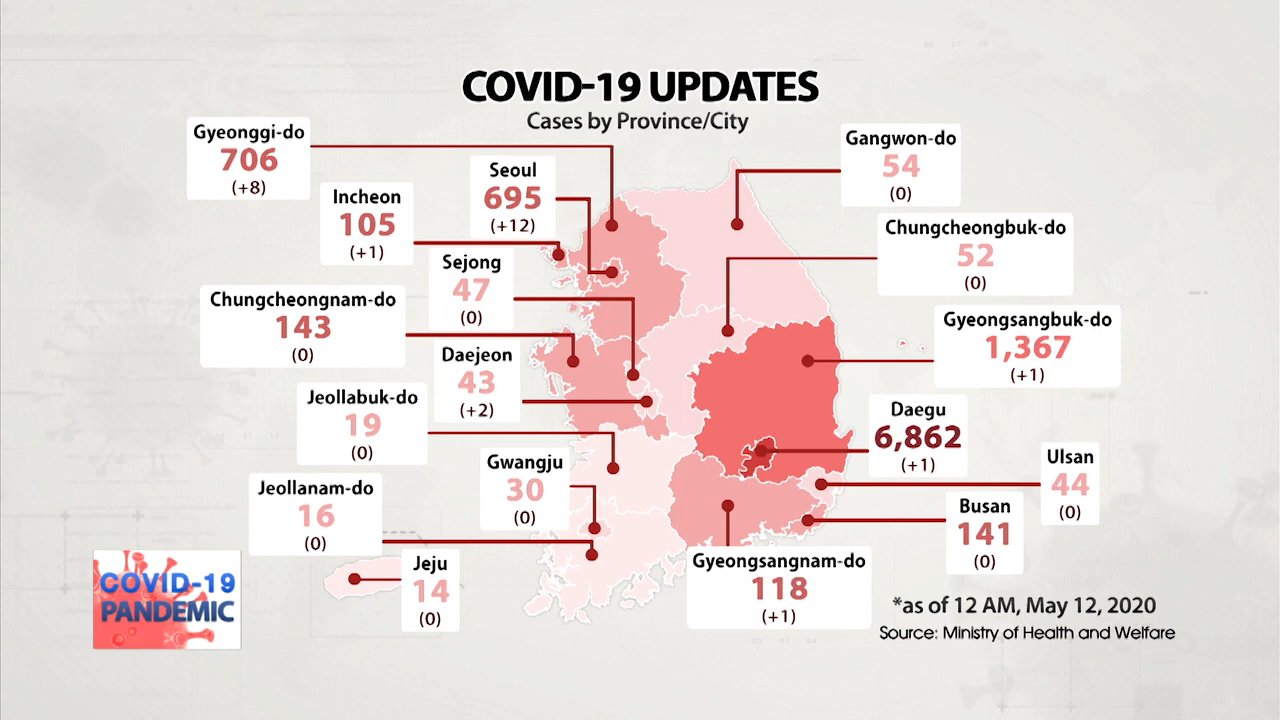 COVID-19 UPDATES
Cases by Province/City
Gyeonggi-do
706
(+8)
Seoul
695
(+12)
Incheon
105
(+1)
Sejong
47
(0)
Chungcheongnam-do
143
(0)
Daejeon
43
(+2)
Jeollabuk-do
19
(0)
Gwangju
30
(0)
Jeollanam-do
16
(0)
Jeju
14
(0)
Gangwon-do
54
(0)
Chungcheongbuk-do
52
(0)
Gyeongsangbuk-do
1,367
(+1)
Daegu
6,862
(+1)
Ulsan
44
(0)
Busan
141
(0)
Gyeongsangnam-do
118
(+1)
*as of 12 AM, May 12, 2020
Source: Ministry of Health and Welfare
COVID-19
PANDEMIC